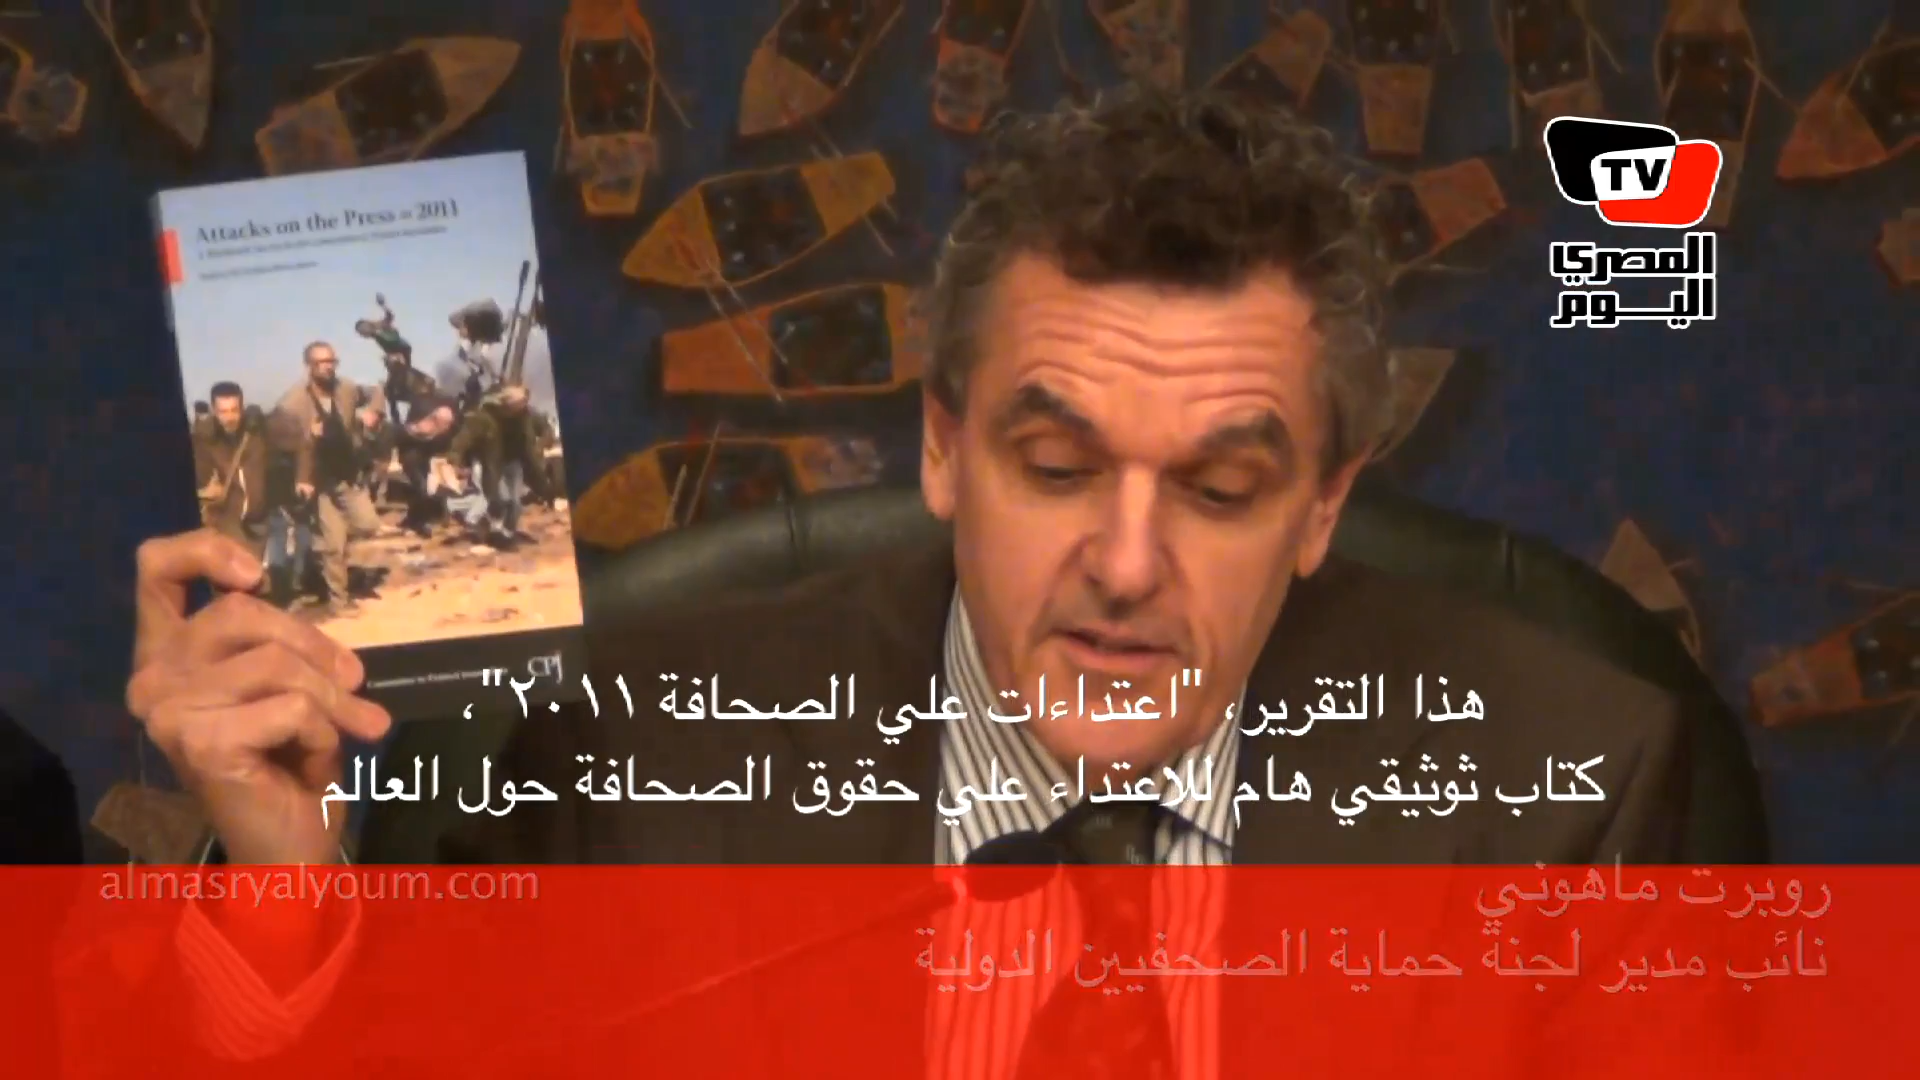 Attacks on the Press in 2011
TV
المصري
اليوم
CPJ
هذا التقرير، "اعتداءات علي الصحافة ٢٠١١"،
كتاب توثيقي هام للاعتداء علي حقوق الصحافة حول العالم
almasryalyoum.com
روبرت ماهوني
نائب مدير لجنة حماية الصحفيين الدولية